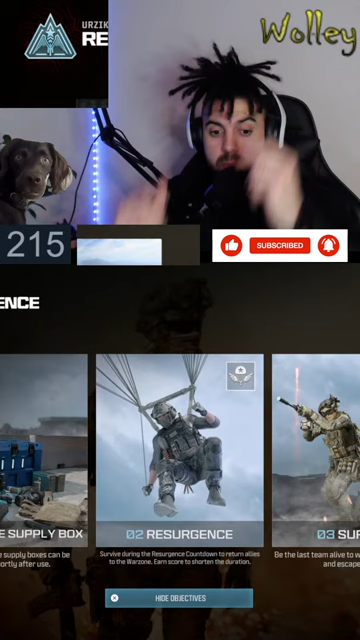 URZIK
RE
Wolley
215
SUBSCRIBED
ENCE
E SUPPLY BOX
02 RESURGENCE
03 SUR
e supply boxes can be
ortly after use.
Survive during the Resurgence Countdown to return allies
to the Warzone. Earn score to shorten the duration.
Be the last team alive to w
and escape
HIDE OBJECTIVES